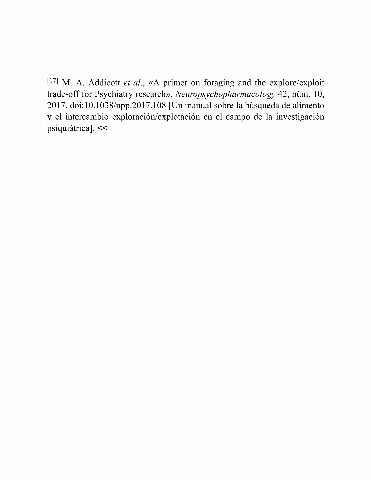 [27] M. A. Addicott et al., «A primer on foraging and the explore/exploit
trade-off for Psychiatry research», Neuropsychopharmacology 42, núm. 10,
2017. doi:10.1038/npp.2017.108 [Un manual sobre la búsqueda de alimento
y el intercambio exploración/explotación en el campo de la investigación
psiquiátrica]. <<